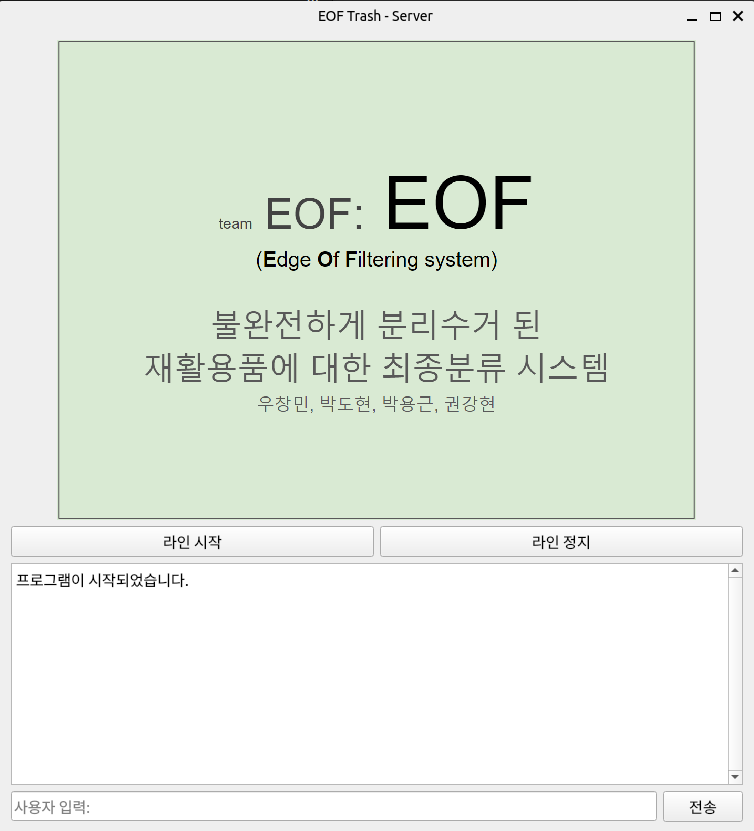 EOF Trash - Server
team EOF: EOF
(Edge Of Filtering system)
불완전하게 분리수거 된
재활용품에 대한 최종분류 시스템
우창민, 박도현, 박용근, 권강현
라인 시작 라인 정지
프로그램이 시작되었습니다.
사용자 입력: 전송